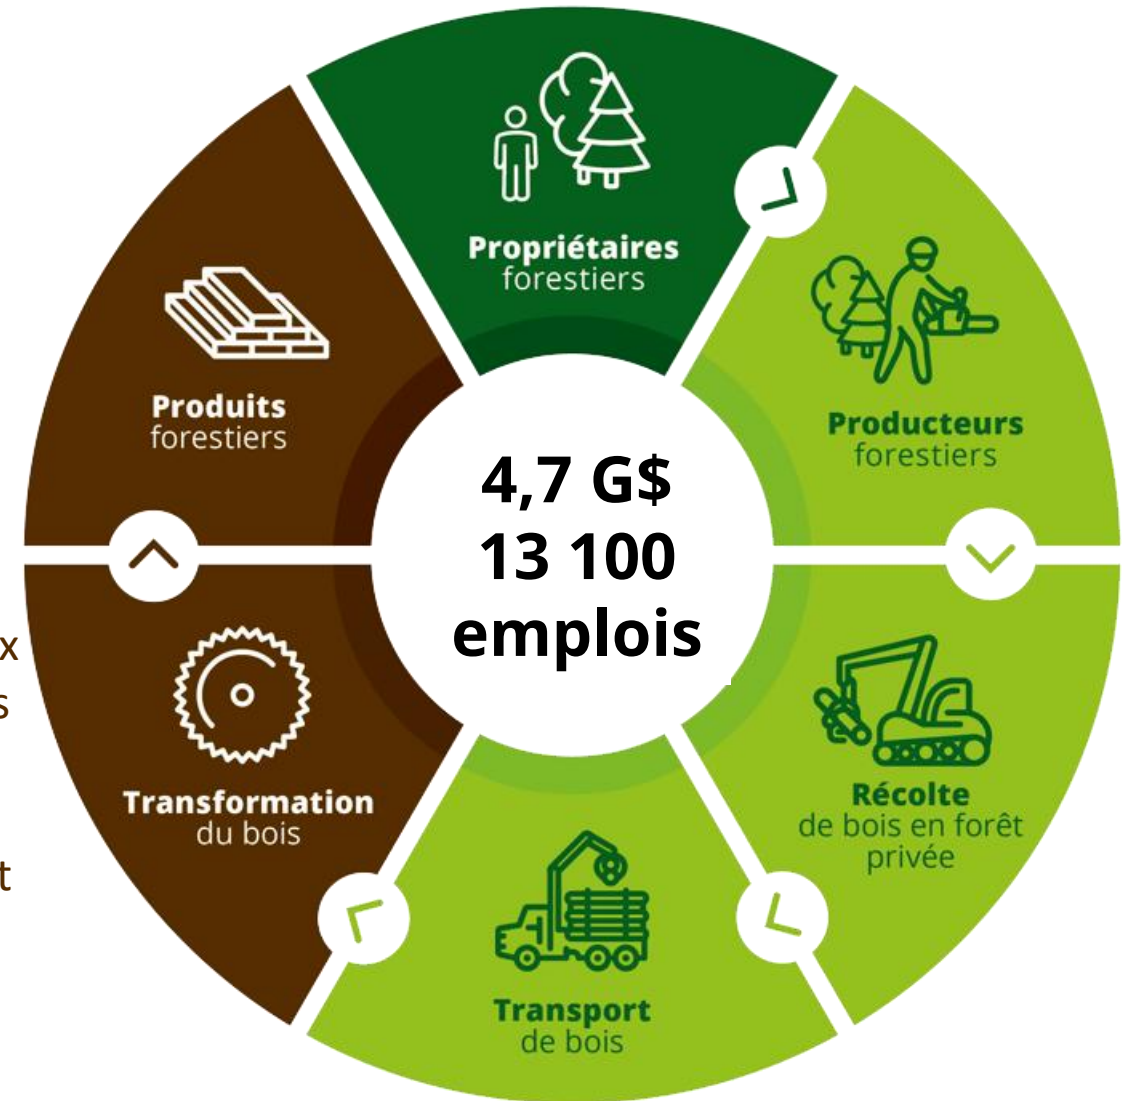 Propriétaires
forestiers
Producteurs
forestiers
Récolte
de bois en forêt
privée
Transport
de bois
Transformation
du bois
Produits
forestiers
4,7 G$
13 100
emplois
x
s
t